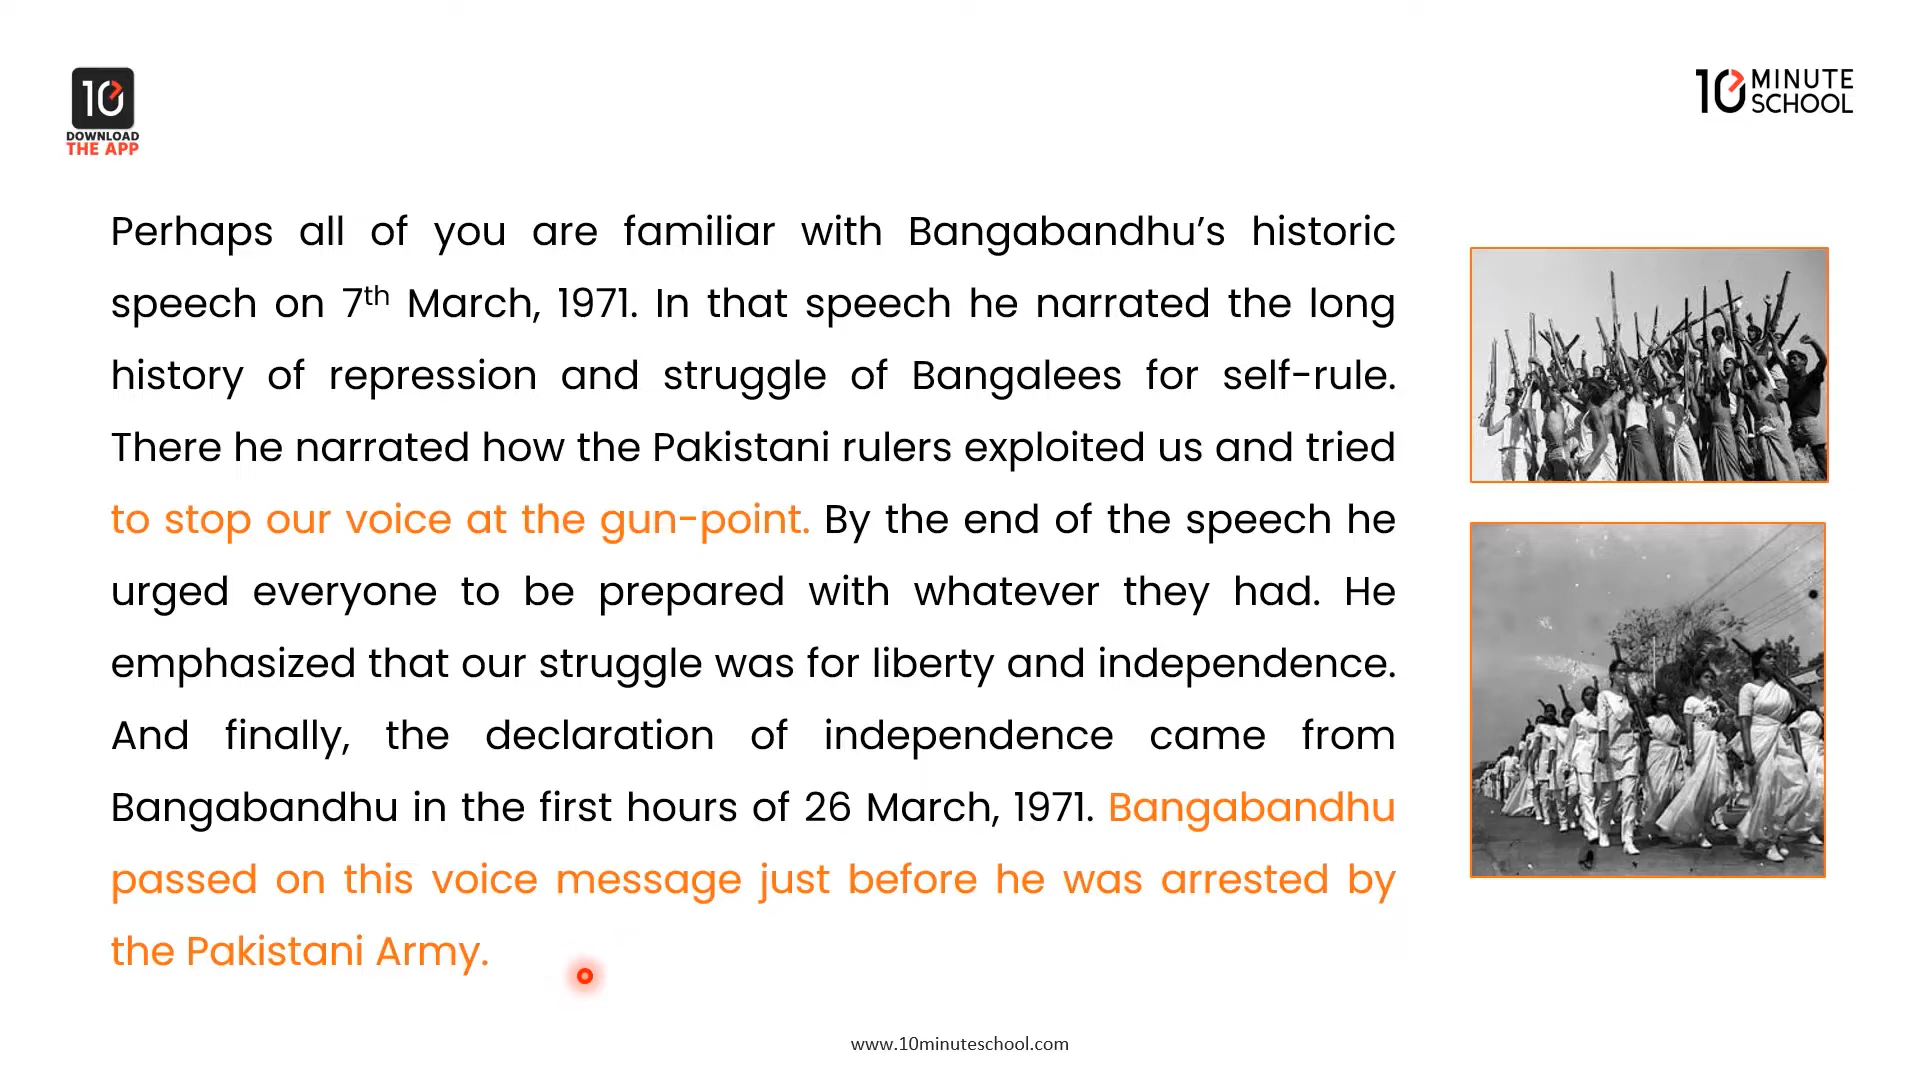 10
DOWNLOAD
THE APP
10 MINUTE
SCHOOL
Perhaps all of you are familiar with Bangabandhu’s historic
speech on 7th March, 1971. In that speech he narrated the long
history of repression and struggle of Bangalees for self-rule.
There he narrated how the Pakistani rulers exploited us and tried
to stop our voice at the gun-point. By the end of the speech he
urged everyone to be prepared with whatever they had. He
emphasized that our struggle was for liberty and independence.
And finally, the declaration of independence came from
Bangabandhu in the first hours of 26 March, 1971. Bangabandhu
passed on this voice message just before he was arrested by
the Pakistani Army.
www.10minuteschool.com